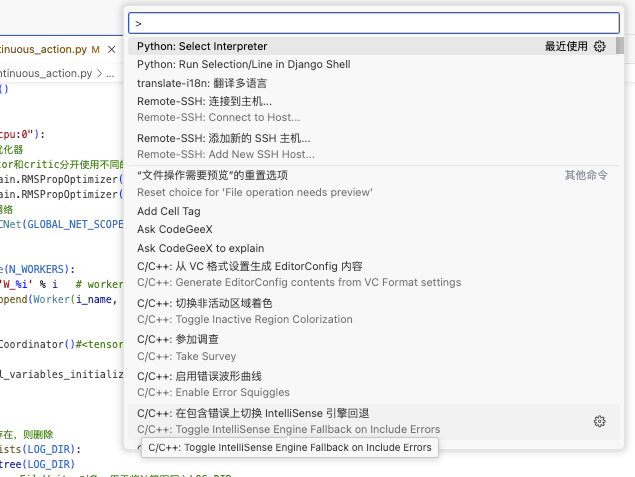 >
tinuous_action.py M ×
Python: Select Interpreter 最近使用
ntinuous_action.py > ...
Python: Run Selection/Line in Django Shell
()
translate-i18n: 翻译多语言
Remote-SSH: 连接到主机...
Remote-SSH: Connect to Host...
cpu:0"):
Remote-SSH: 添加新的 SSH 主机...
优化器
Remote-SSH: Add New SSH Host...
tor和critic分开使用不同的
“文件操作需要预览”的重置选项 其他命令
ain.RMSPropOptimizer(
Reset choice for 'File operation needs preview'
ain.RMSPropOptimizer(
Add Cell Tag
网络
CNet(GLOBAL_NET_SCOPE
Ask CodeGeeX
Ask CodeGeeX to explain
C/C++: 从 VC 格式设置生成 EditorConfig 内容
e(N_WORKERS):
C/C++: Generate EditorConfig contents from VC Format settings
'W_%i' % i # worker
ppend(Worker(i_name,
C/C++: 切换非活动区域着色
C/C++: Toggle Inactive Region Colorization
C/C++: 参加调查
Coordinator()#<tensor
C/C++: Take Survey
l_variables_initializ
C/C++: 启用错误波形曲线
C/C++: Enable Error Squiggles
C/C++: 在包含错误上切换 IntelliSense 引擎回退
C/C++: Toggle IntelliSense Engine Fallback on Include Errors
存在，则删除
C/C++: Toggle IntelliSense Engine Fallback on Include Errors
ists(LOG_DIR):
tree(LOG_DIR)